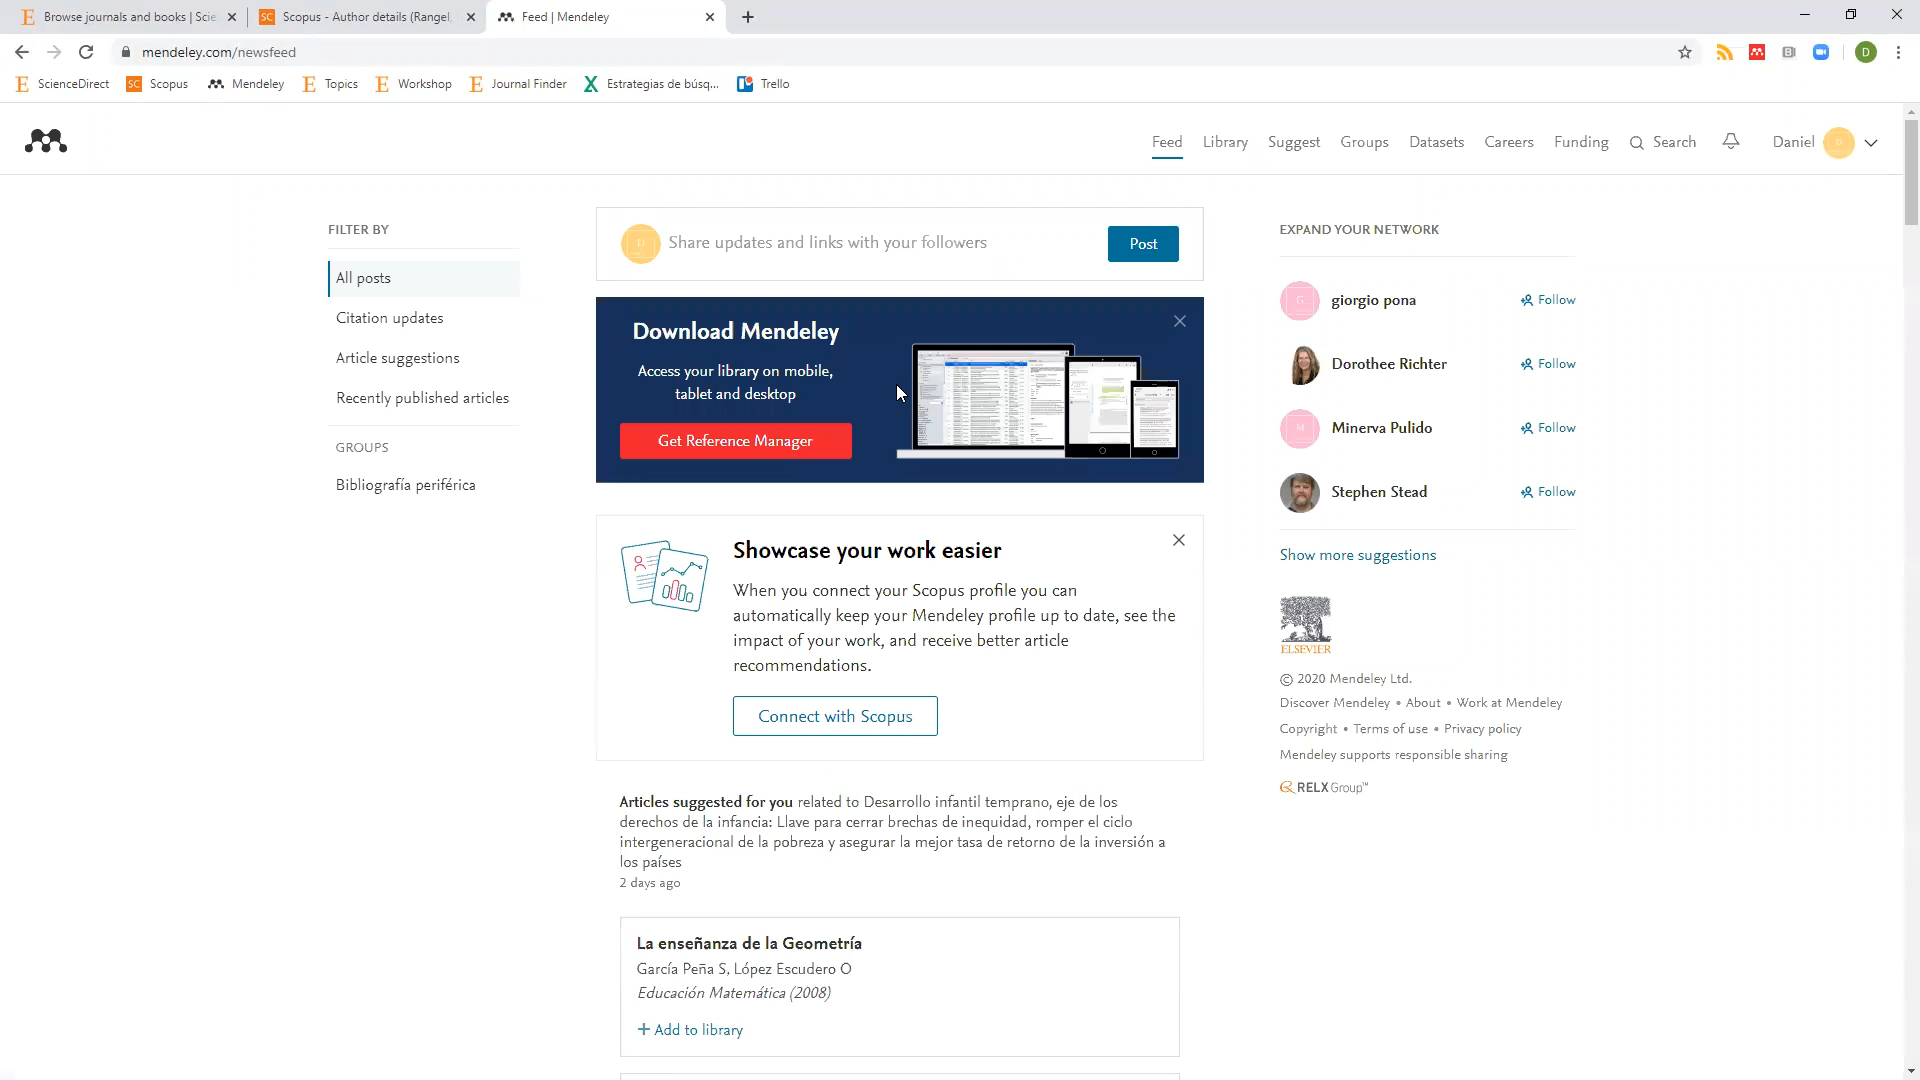 Browse journals and books | Scie
Scopus - Author details (Rangel,
Feed | Mendeley
mendeley.com/newsfeed
D
ScienceDirect
Scopus
Mendeley
Topics
Workshop
Journal Finder
Estrategias de búsq...
Trello
Feed
Library
Suggest
Groups
Datasets
Careers
Funding
Search
Daniel
D
FILTER BY
All posts
Citation updates
Article suggestions
Recently published articles
GROUPS
Bibliografía periférica
D
Share updates and links with your followers
Post
Download Mendeley
Access your library on mobile,
tablet and desktop
Get Reference Manager
Showcase your work easier
When you connect your Scopus profile you can
automatically keep your Mendeley profile up to date, see the
impact of your work, and receive better article
recommendations.
Connect with Scopus
Articles suggested for you related to Desarrollo infantil temprano, eje de los
derechos de la infancia: Llave para cerrar brechas de inequidad, romper el ciclo
intergeneracional de la pobreza y asegurar la mejor tasa de retorno de la inversión a
los países
2 days ago
La enseñanza de la Geometría
García Peña S, López Escudero O
Educación Matemática (2008)
+ Add to library
EXPAND YOUR NETWORK
G
giorgio pona
Follow
Dorothee Richter
Follow
M
Minerva Pulido
Follow
Stephen Stead
Follow
Show more suggestions
ELSEVIER
© 2020 Mendeley Ltd.
Discover Mendeley • About • Work at Mendeley
Copyright • Terms of use • Privacy policy
Mendeley supports responsible sharing
RELX Group™